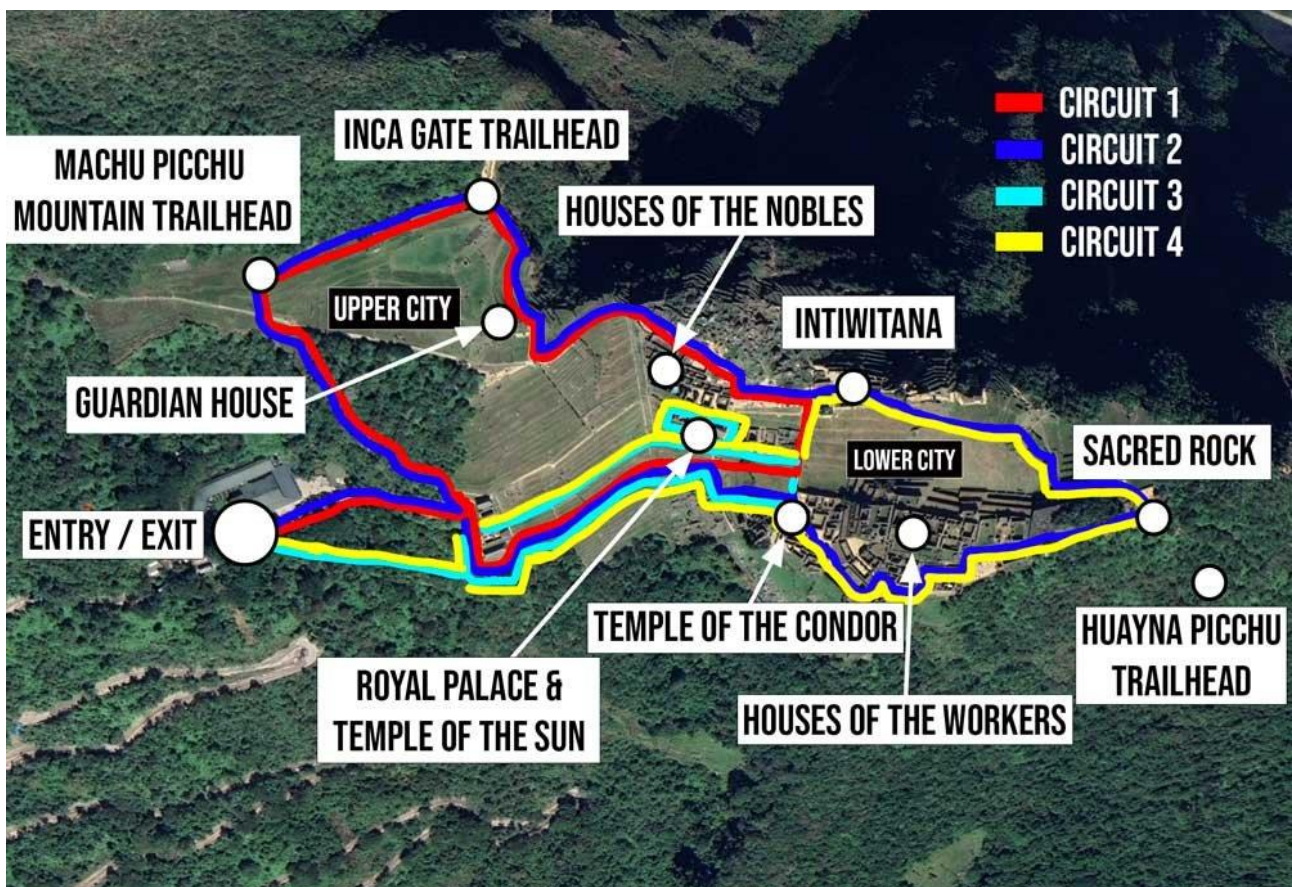 INCA GATE TRAILHEAD
MACHU PICCHU
MOUNTAIN TRAILHEAD
HOUSES OF THE NOBLES
CIRCUIT 1
CIRCUIT 2
CIRCUIT 3
CIRCUIT 4
UPPER CITY
INTIWITANA
GUARDIAN HOUSE
LOWER CITY
SACRED ROCK
ENTRY / EXIT
TEMPLE OF THE CONDOR
HUAYNA PICCHU
TRAILHEAD
ROYAL PALACE &
TEMPLE OF THE SUN
HOUSES OF THE WORKERS